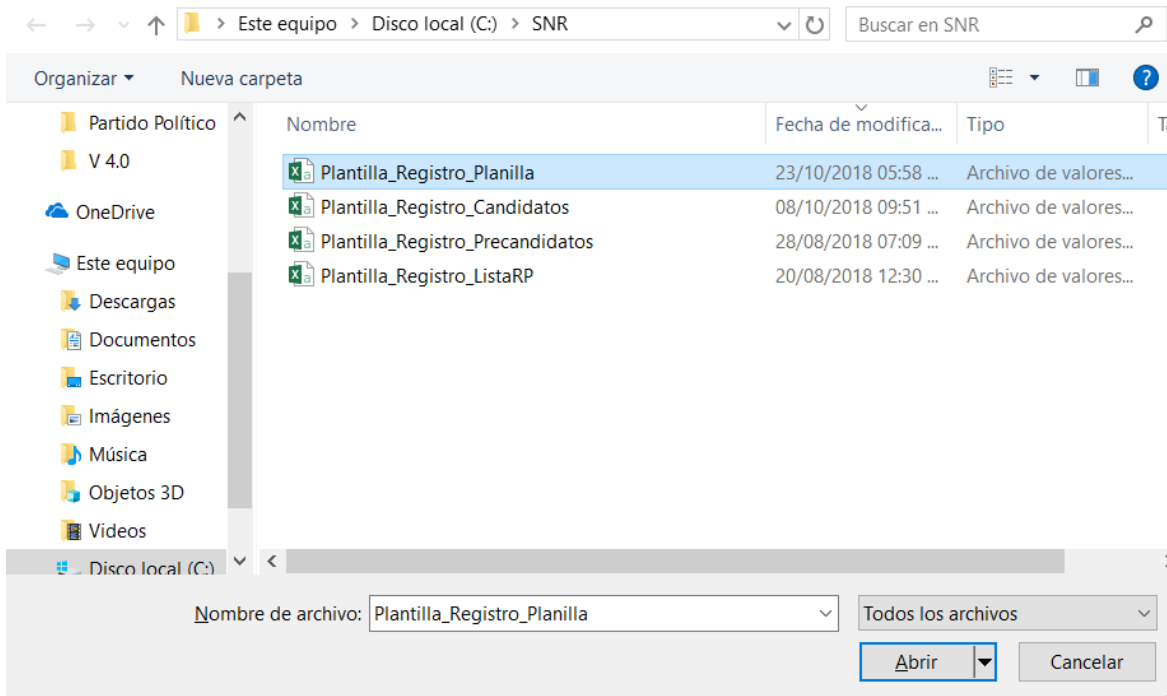 Este equipo > Disco local (C:) > SNR
Buscar en SNR
Organizar
Nueva carpeta
Partido Político
V 4.0
OneDrive
Este equipo
Descargas
Documentos
Escritorio
Imágenes
Música
Objetos 3D
Videos
Disco local (C:)
Nombre Fecha de modifica... Tipo
Plantilla_Registro_Planilla 23/10/2018 05:58 ... Archivo de valores...
Plantilla_Registro_Candidatos 08/10/2018 09:51 ... Archivo de valores...
Plantilla_Registro_Precandidatos 28/08/2018 07:09 ... Archivo de valores...
Plantilla_Registro_ListaRP 20/08/2018 12:30 ... Archivo de valores...
Nombre de archivo: Plantilla_Registro_Planilla
Todos los archivos
Abrir
Cancelar